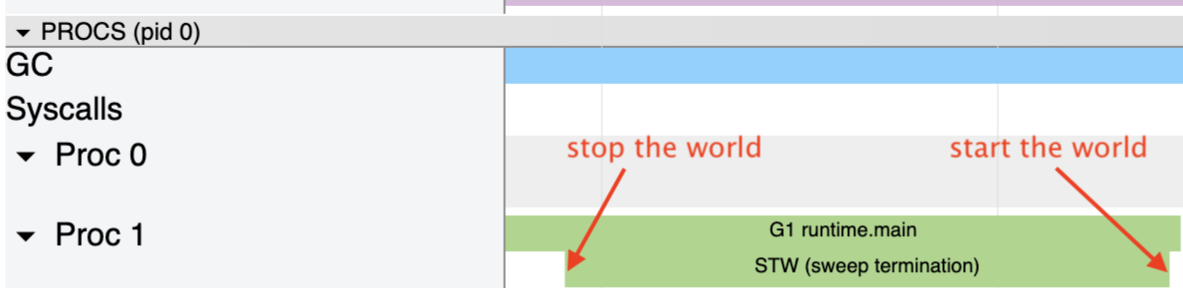 PROCS (pid 0)
GC
Syscalls
Proc 0
stop the world
start the world
Proc 1
G1 runtime.main
STW (sweep termination)